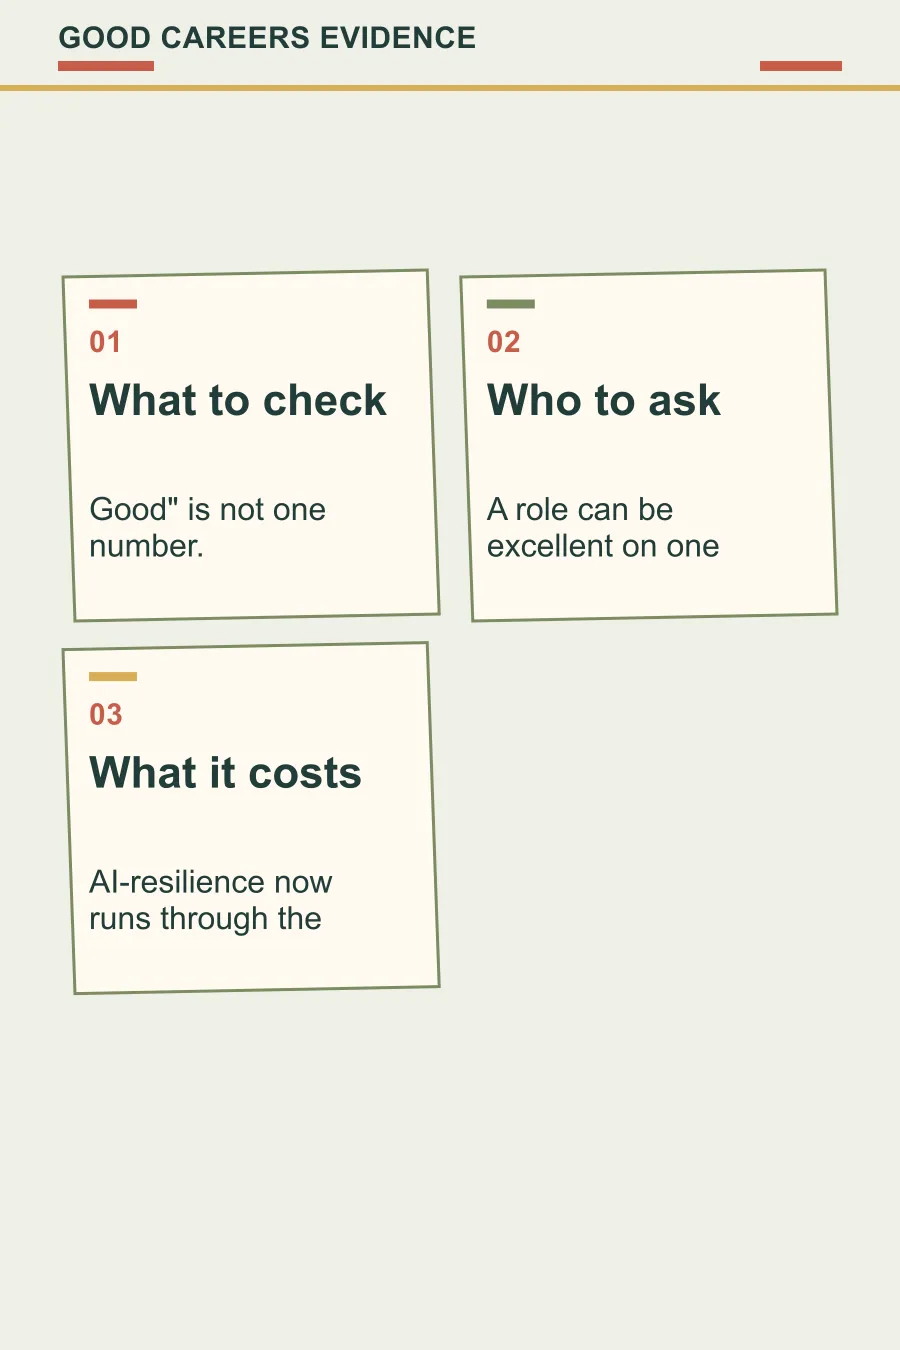 GOOD CAREERS EVIDENCE
01
What to check
Good" is not one
number.
02
Who to ask
A role can be
excellent on one
03
What it costs
AI-resilience now
runs through the